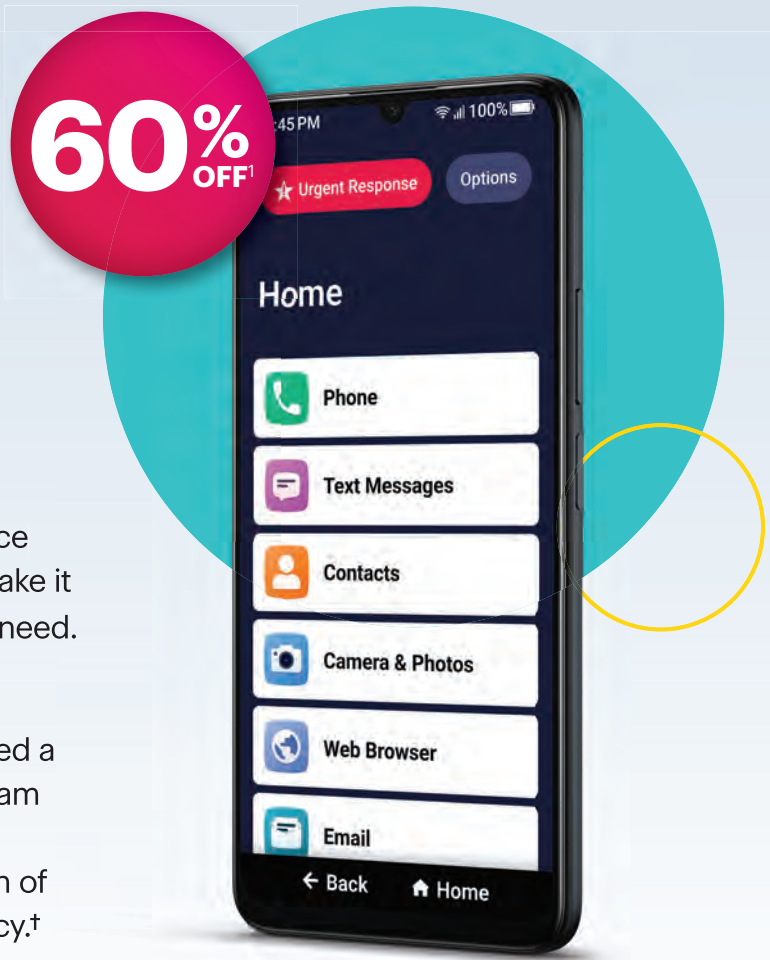 60%
OFF¹
:45 PM
100%
Urgent Response
Options
Home
Phone
Text Messages
Contacts
Camera & Photos
Web Browser
Email
Back
Home
ce
ake it
need.
ed a
am
n of
cy.†